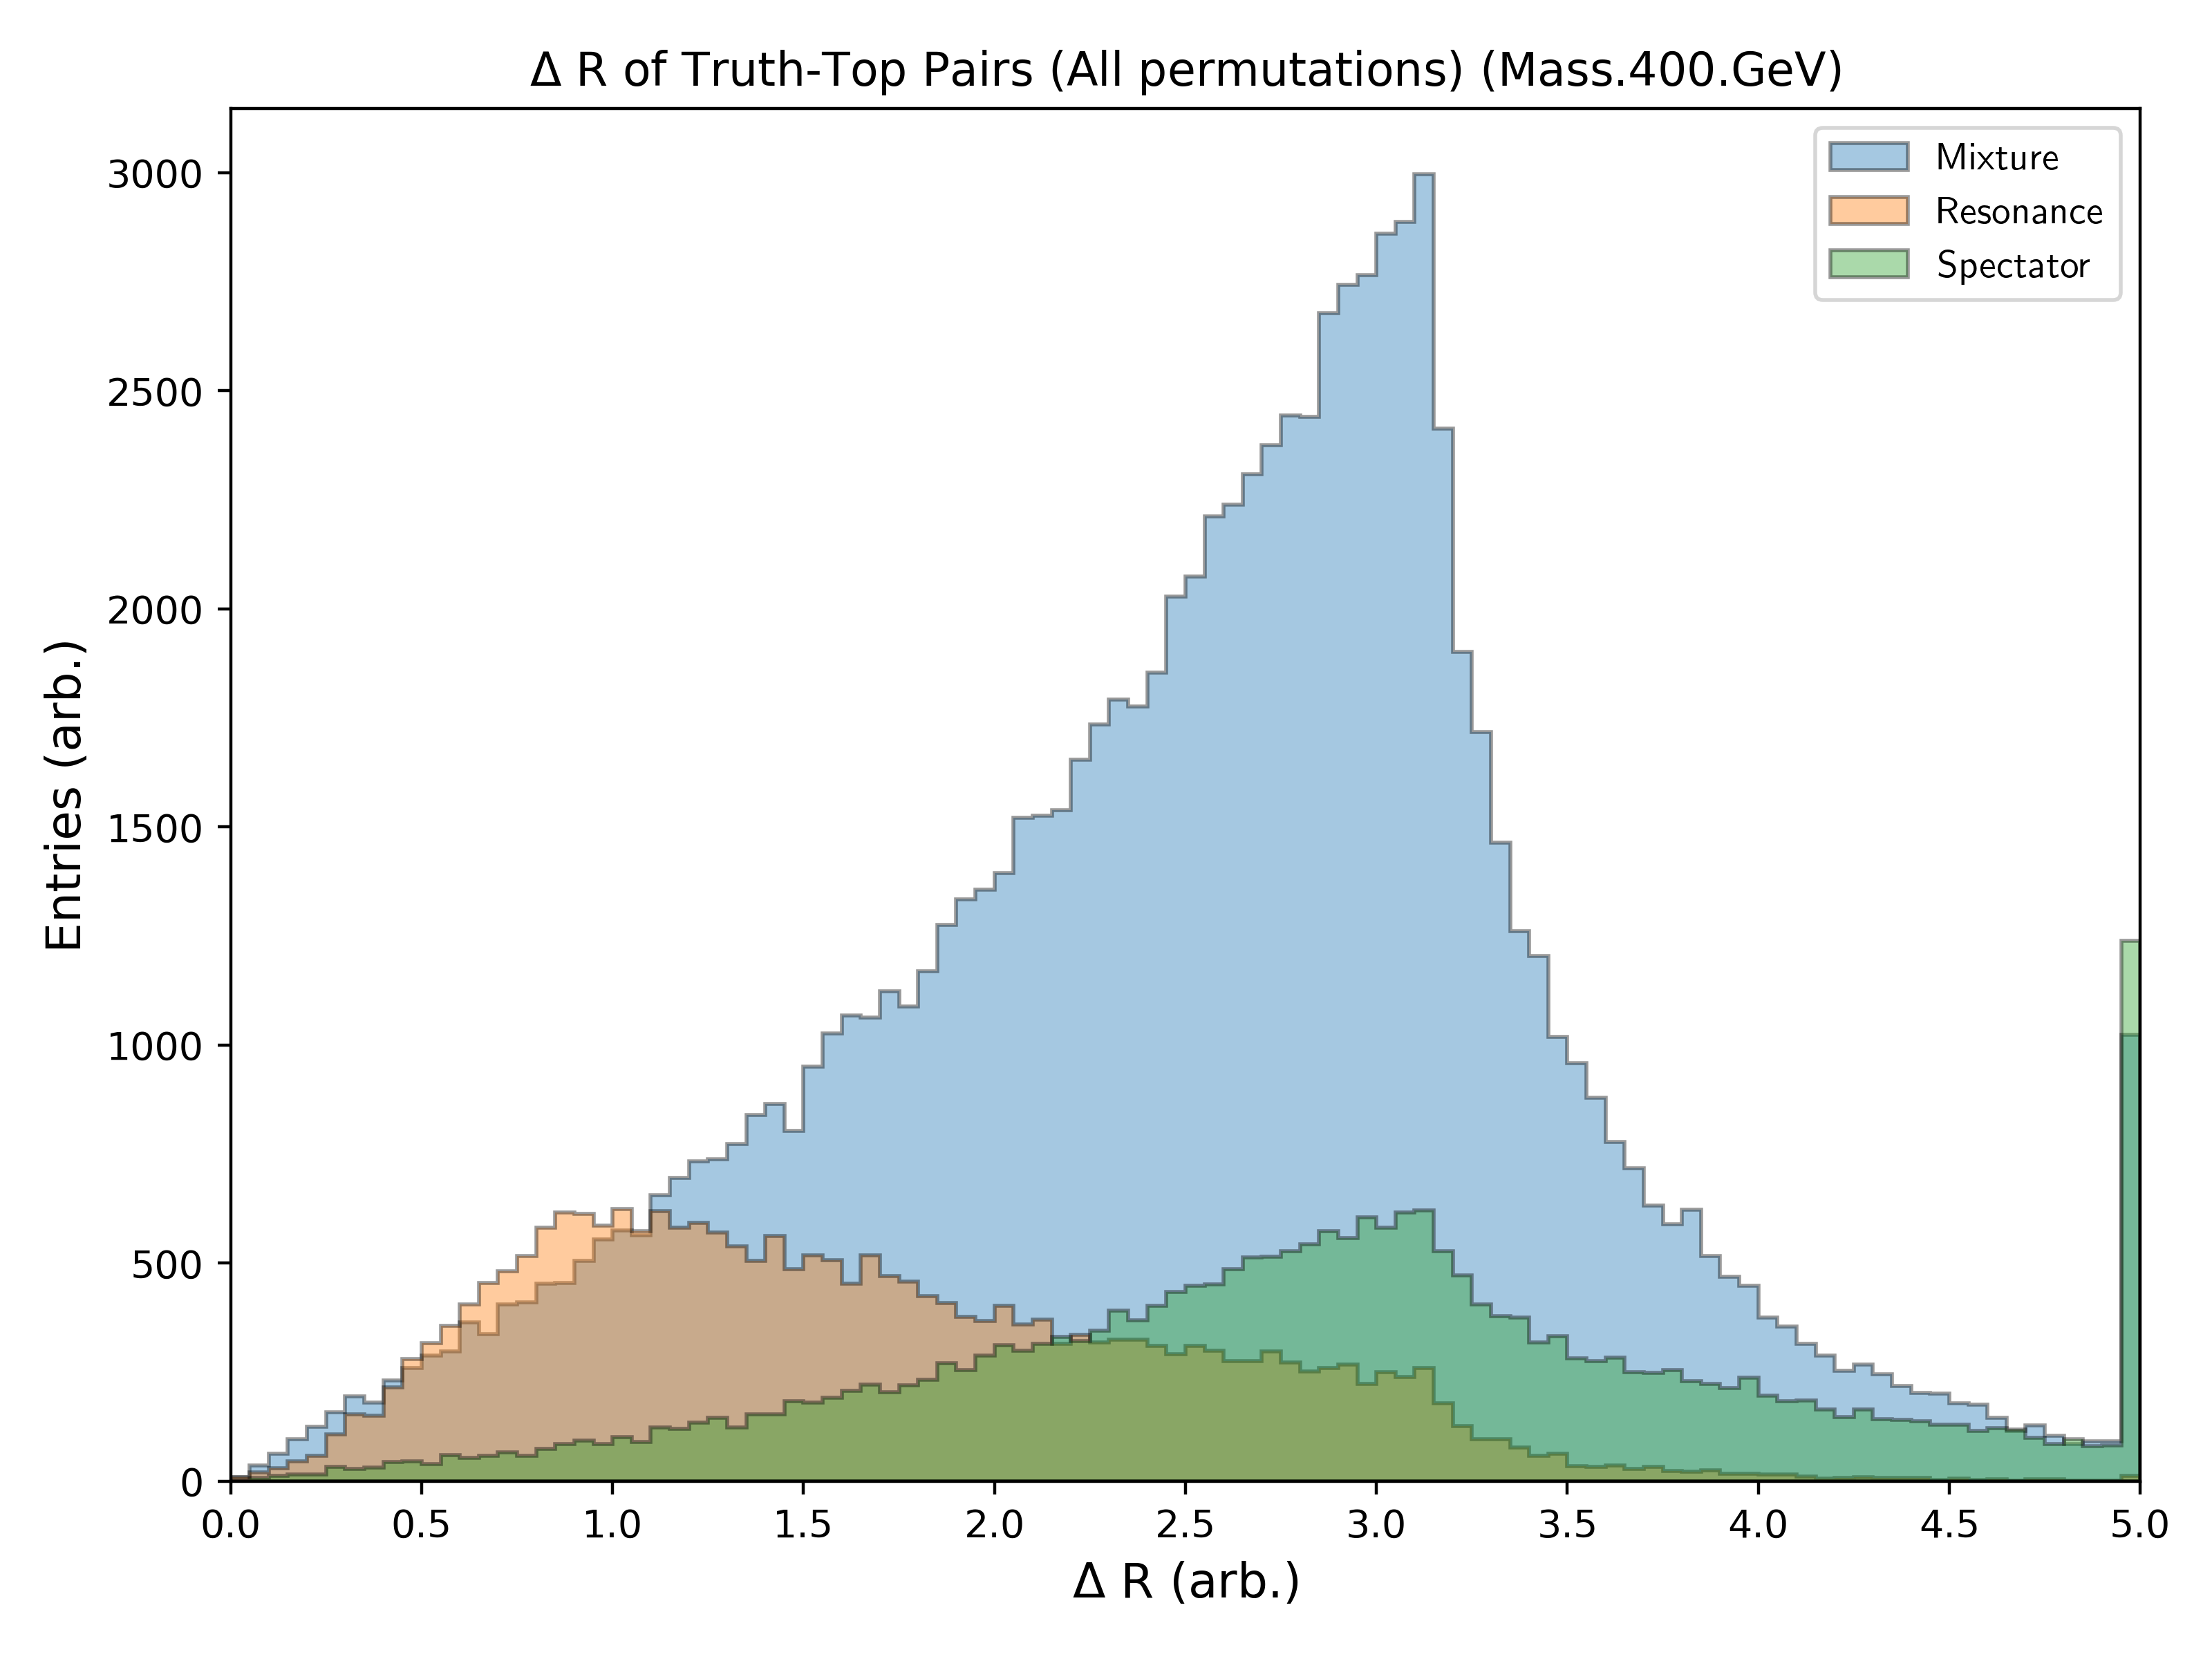 Δ R of Truth-Top Pairs (All permutations) (Mass.400.GeV)
Mixture
Resonance
Spectator
Entries (arb.)
3000
2500
2000
1500
1000
500
0
0.0 0.5 1.0 1.5 2.0 2.5 3.0 3.5 4.0 4.5 5.0
Δ R (arb.)